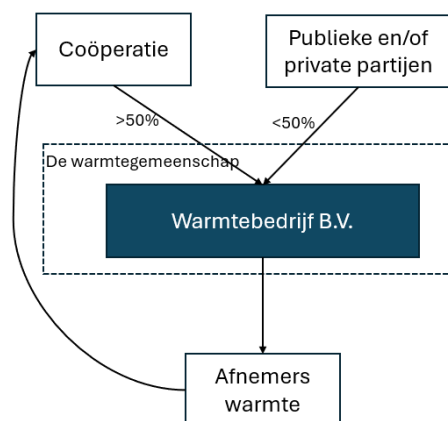 Coöperatie
Publieke en/of
private partijen
>50%
<50%
De warmtegemeenschap
Warmtebedrijf B.V.
Afnemers
warmte